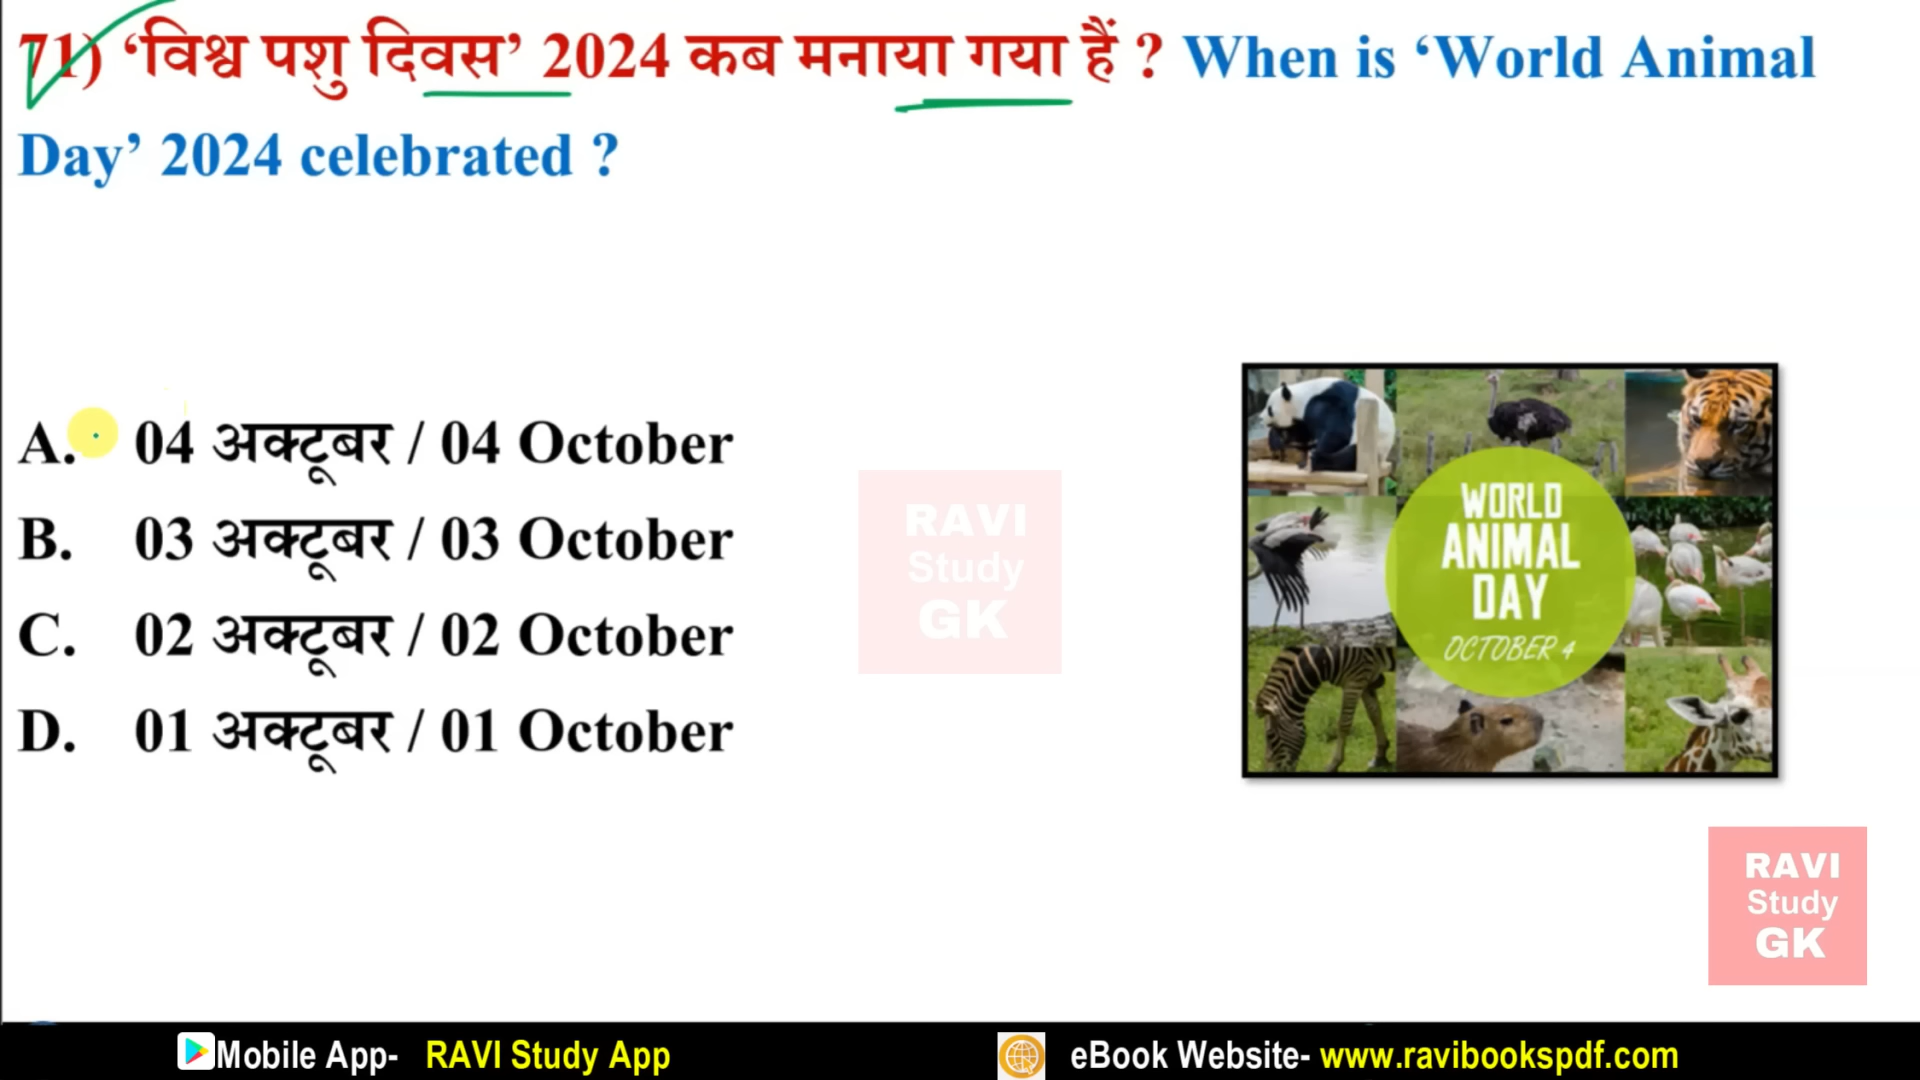 71) ‘विश्व पशु दिवस’ 2024 कब मनाया गया हैं ? When is ‘World Animal
Day’ 2024 celebrated ?
A. 04 अक्टूबर / 04 October
B. 03 अक्टूबर / 03 October
C. 02 अक्टूबर / 02 October
D. 01 अक्टूबर / 01 October
RAVI
Study
GK
WORLD
ANIMAL
DAY
OCTOBER 4
RAVI
Study
GK
Mobile App- RAVI Study App
eBook Website- www.ravibookspdf.com